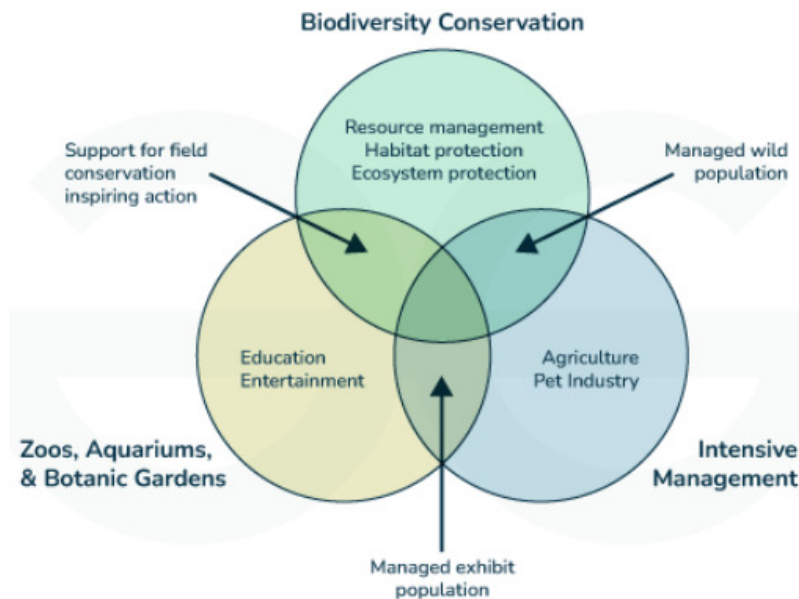 Biodiversity Conservation
Resource management
Habitat protection
Ecosystem protection
Support for field
conservation
inspiring action
Managed wild
population
Education
Entertainment
Agriculture
Pet Industry
Zoos, Aquariums,
& Botanic Gardens
Intensive
Management
Managed exhibit
population